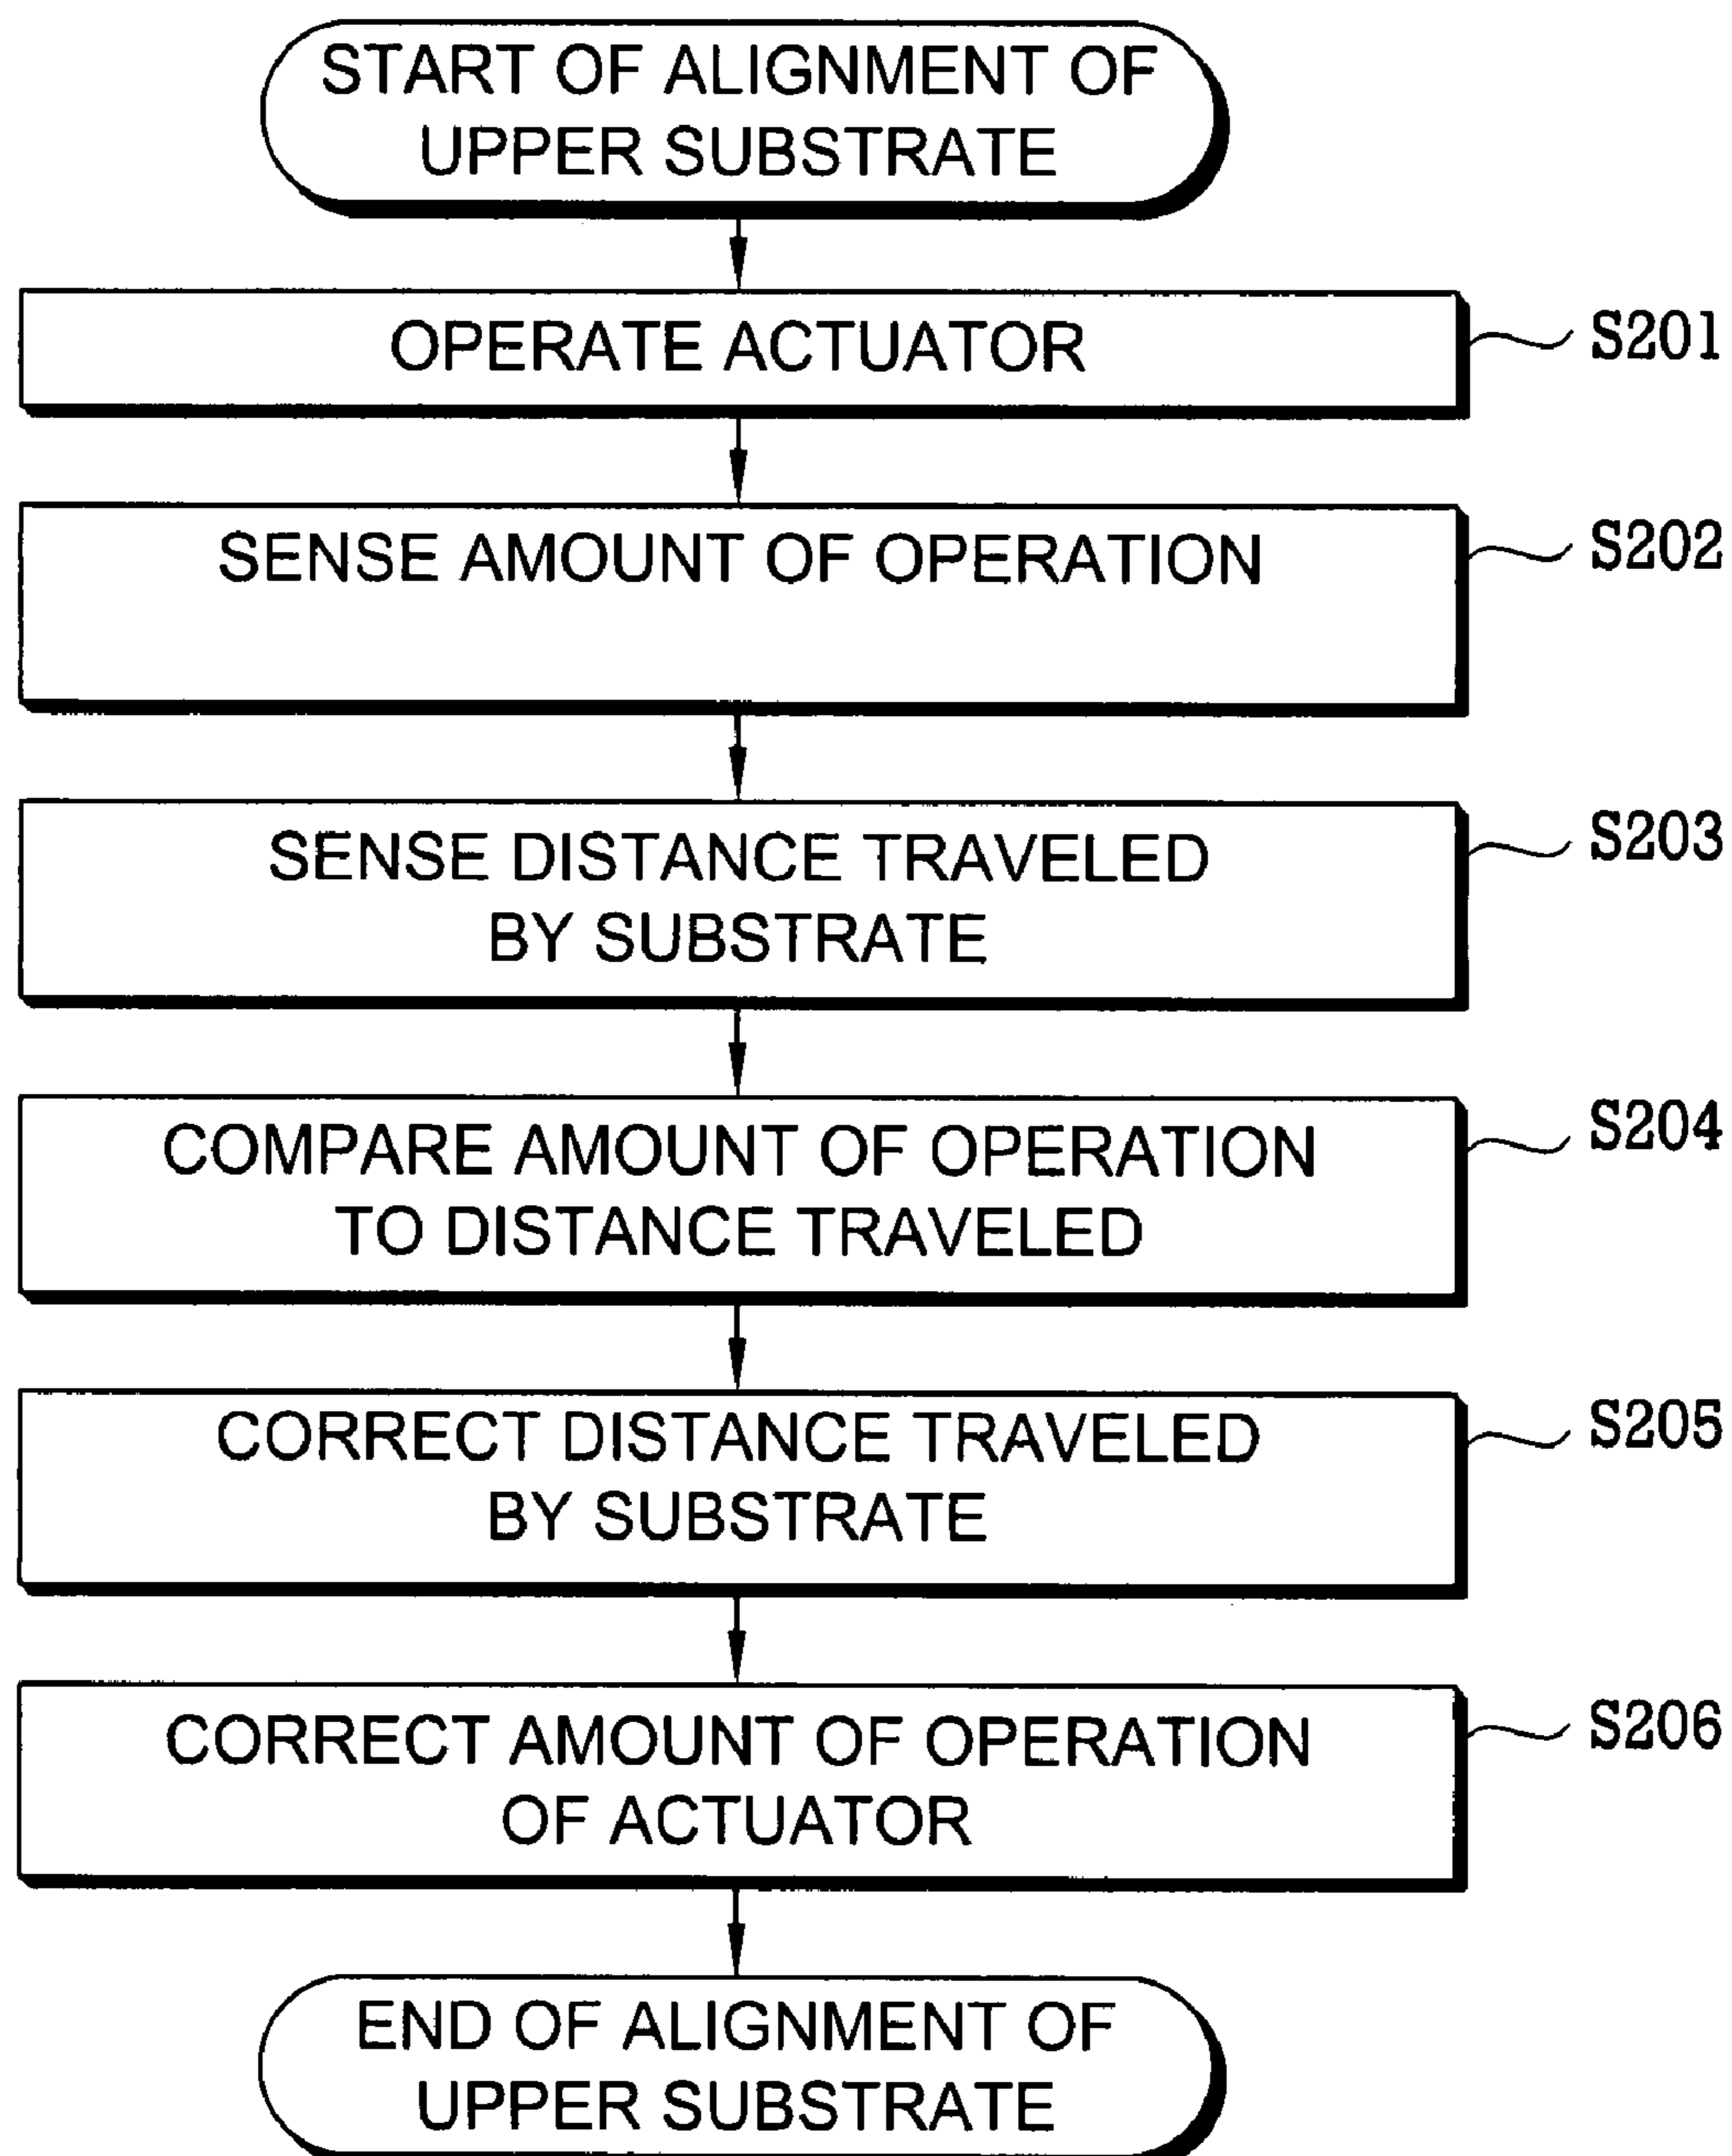 START OF ALIGNMENT OF
UPPER SUBSTRATE
OPERATE ACTUATOR
S201
SENSE AMOUNT OF OPERATION
S202
SENSE DISTANCE TRAVELED
BY SUBSTRATE
S203
COMPARE AMOUNT OF OPERATION
TO DISTANCE TRAVELED
S204
CORRECT DISTANCE TRAVELED
BY SUBSTRATE
S205
CORRECT AMOUNT OF OPERATION
OF ACTUATOR
S206
END OF ALIGNMENT OF
UPPER SUBSTRATE